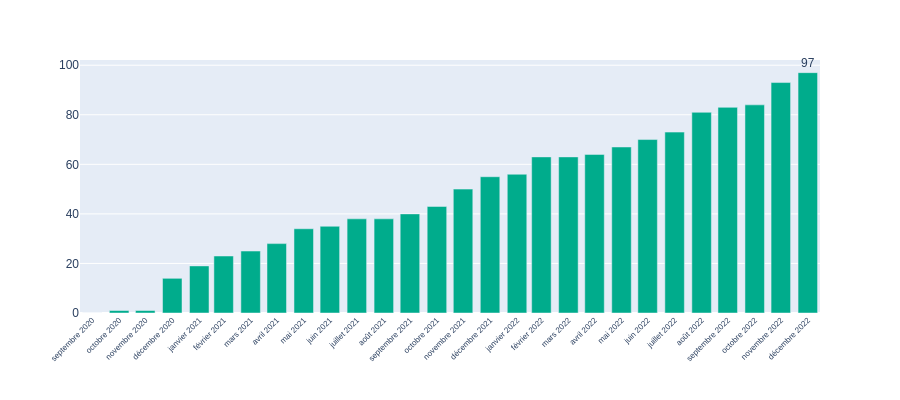 97
100
80
60
40
20
0
septembre 2020
octobre 2020
novembre 2020
décembre 2020
janvier 2021
février 2021
mars 2021
avril 2021
mai 2021
juin 2021
juillet 2021
août 2021
septembre 2021
octobre 2021
novembre 2021
décembre 2021
janvier 2022
février 2022
mars 2022
avril 2022
mai 2022
juin 2022
juillet 2022
août 2022
septembre 2022
octobre 2022
novembre 2022
décembre 2022